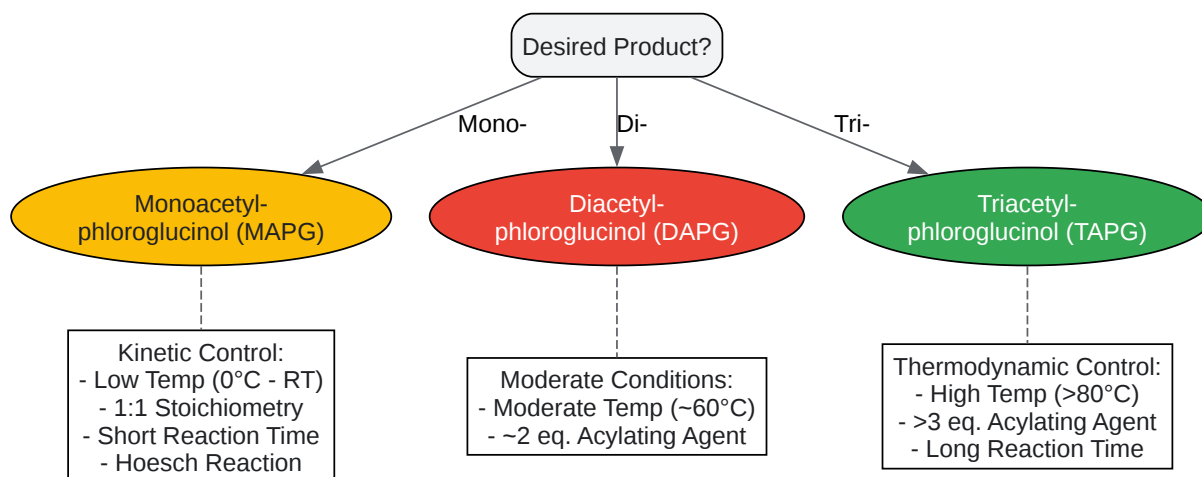 Desired Product?
Mono-
Di-
Tri-
Monoacetyl-
phloroglucinol (MAPG)
Diacetyl-
phloroglucinol (DAPG)
Triacetyl-
phloroglucinol (TAPG)
Kinetic Control:
- Low Temp (0°C - RT)
- 1:1 Stoichiometry
- Short Reaction Time
- Hoesch Reaction
Moderate Conditions:
- Moderate Temp (~60°C)
- ~2 eq. Acylating Agent
Thermodynamic Control:
- High Temp (>80°C)
- >3 eq. Acylating Agent
- Long Reaction Time